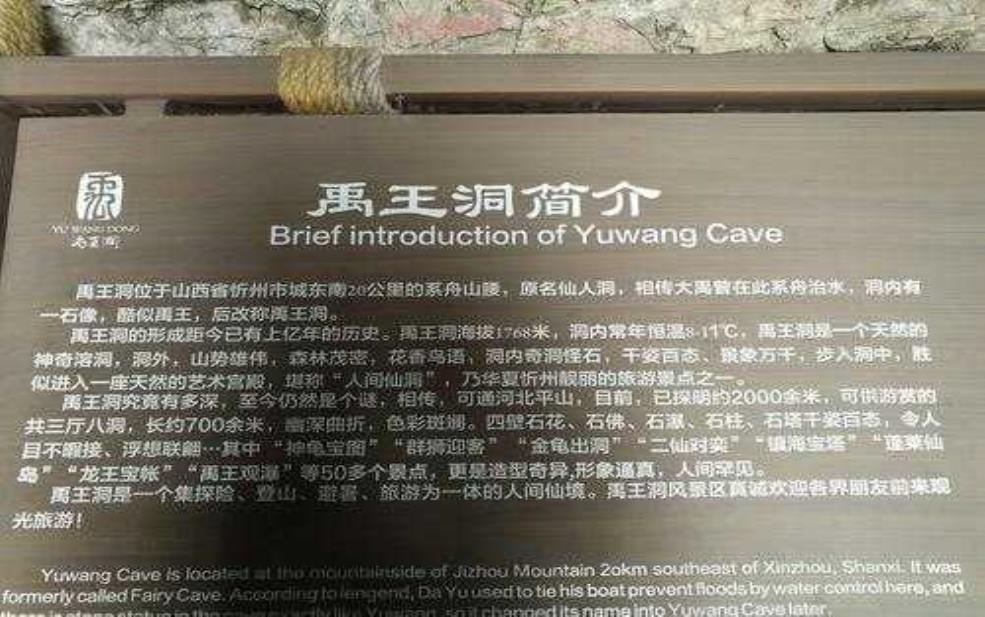 禹王洞简介
YU WANG DONG
禹王洞
Brief introduction of Yuwang Cave
禹王洞位于山西省忻州市城东南20公里的系舟山腰，原名仙人洞，相传大禹曾在此系舟治水，洞内有
一石像，酷似禹王，后改称禹王洞。
禹王洞的形成距今已有上亿年的历史。禹王洞海拔1768米，洞内常年恒温8-11℃，禹王洞是一个天然的
神奇溶洞，洞外，山势雄伟，森林茂密，花香鸟语，洞内奇洞怪石，千姿百态、景象万千，步入洞中，胜
似进入一座天然的艺术宫殿，堪称“人间仙洞”，乃华夏忻州靓丽的旅游景点之一。
禹王洞究竟有多深，至今仍然是个谜，相传，可通河北平山，目前，已探明约2000余米，可供游赏的
共三厅八洞，长约700余米，幽深曲折，色彩斑斓。四壁石花、石佛、石瀑、石柱、石塔千姿百态，令人
目不暇接、浮想联翩…其中“神龟宝图”“群狮迎客”“金龟出洞”“二仙对奕”“镇海宝塔”“蓬莱仙
岛”“龙王宝帐”“禹王观瀑”等50多个景点，更是造型奇异,形象逼真，人间罕见。
禹王洞是一个集探险、登山、避暑、旅游为一体的人间仙境。禹王洞风景区真诚欢迎各界朋友前来观
光旅游！
Yuwang Cave is located at the mountainside of Jizhou Mountain 20km southeast of Xinzhou, Shanxi. It was
formerly called Fairy Cave. According to lengend, Da Yu used to tie his boat prevent floods by water control here, and
so it changed its name into Yuwang Cave later.